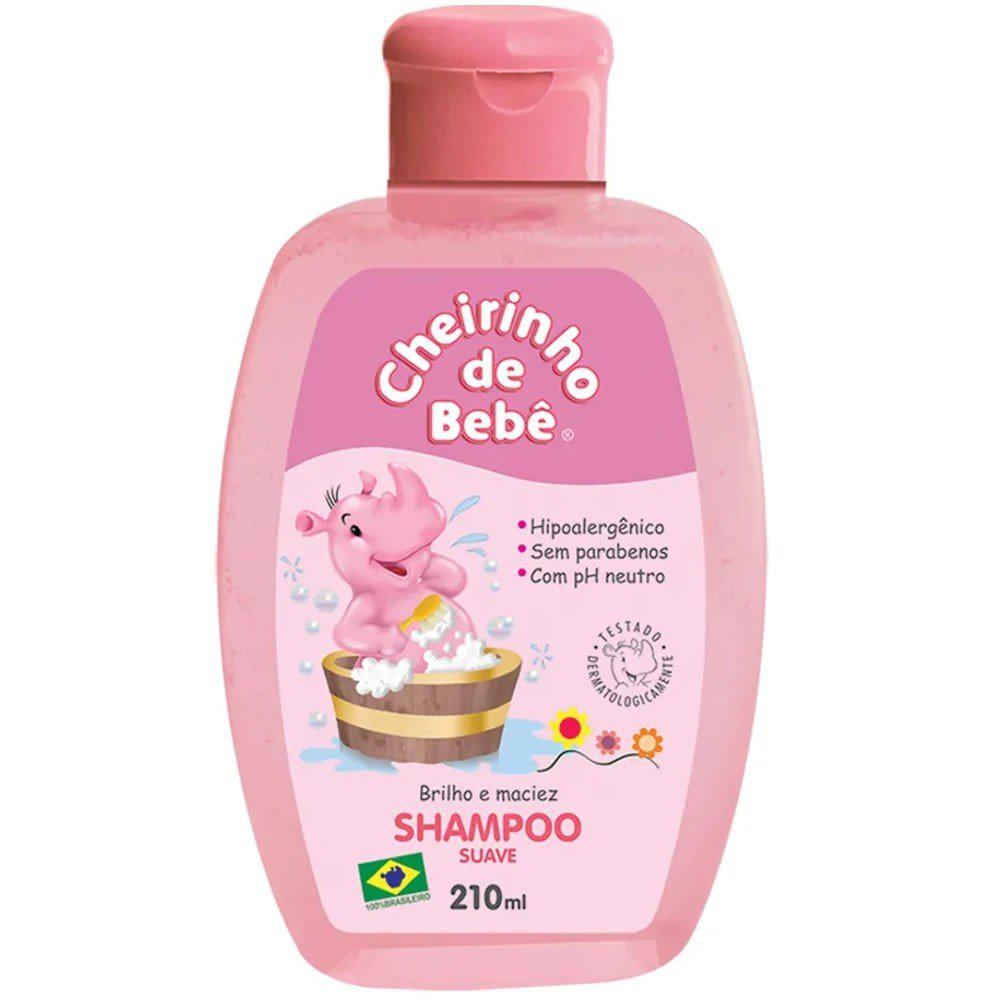 Cheirinho
de
Bebê ®
• Hipoalergênico
• Sem parabenos
• Com pH neutro
• TESTADO •
DERMATOLOGICAMENTE
Brilho e maciez
SHAMPOO
SUAVE
100%BRASILEIRO
210ml